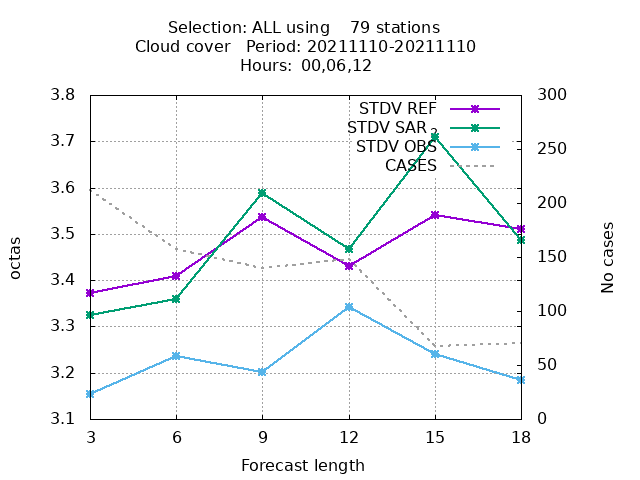 Selection: ALL using 79 stations
Cloud cover Period: 20211110-20211110
Hours: 00,06,12
3.8
3.7
3.6
3.5
3.4
3.3
3.2
3.1
octas
STDV REF
STDV SAR 2
STDV OBS
CASES
300
250
200
150
100
50
0
No cases
3 6 9 12 15 18
Forecast length